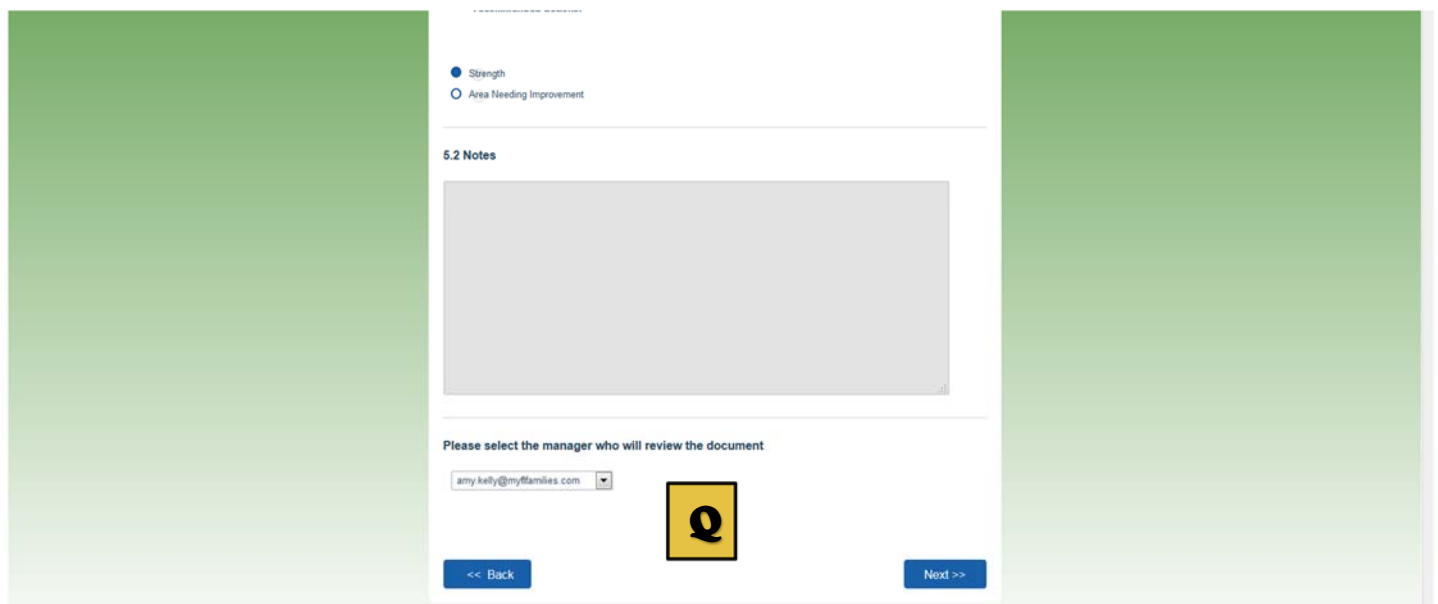 Strength
Area Needing Improvement
5.2 Notes
Please select the manager who will review the document
amy.kelly@myflfamilies.com
Q
<< Back
Next >>